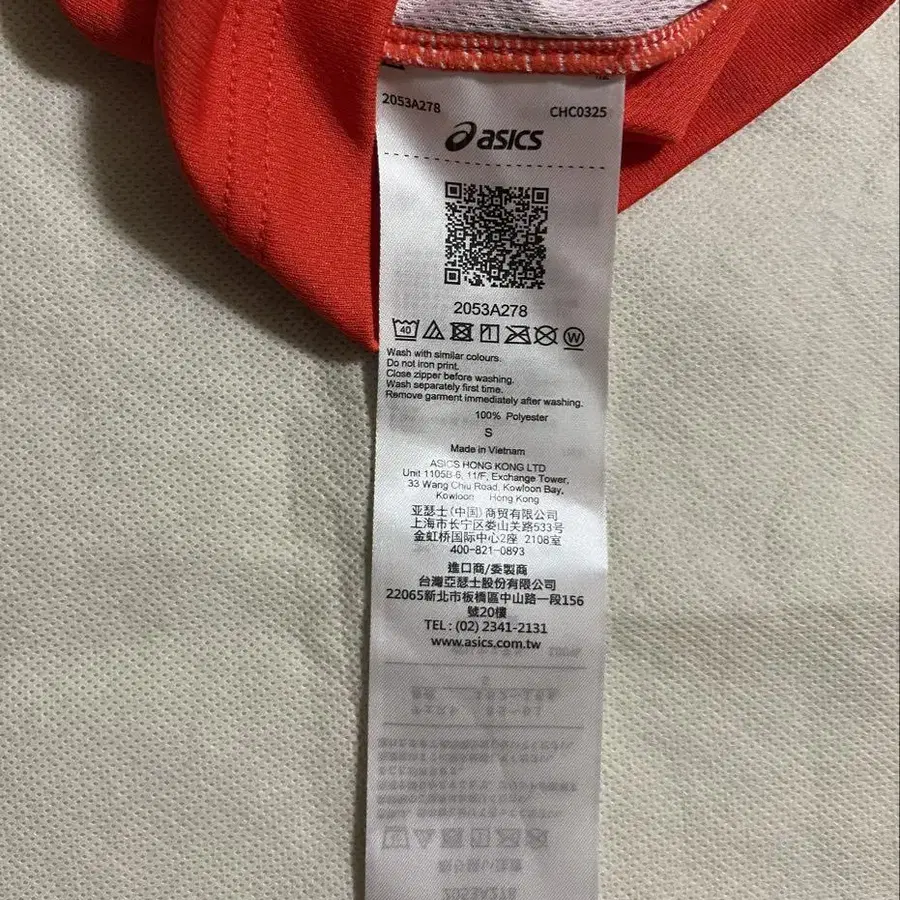 2053A278
CHC0325
asics
2053A278
40
W
Wash with similar colours.
Do not iron print.
Close zipper before washing.
Wash separately first time.
Remove garment immediately after washing.
100% Polyester
S
Made in Vietnam
ASICS HONG KONG LTD
Unit 1105B-6, 11/F, Exchange Tower,
33 Wang Chiu Road, Kowloon Bay,
Kowloon Hong Kong
亚瑟士(中国)商贸有限公司
上海市长宁区娄山关路533号
金虹桥国际中心2座 2108室
400-821-0893
進口商/委製商
台灣亞瑟士股份有限公司
22065新北市板橋區中山路一段156
號20樓
TEL: (02) 2341-2131
www.asics.com.tw
2053A278